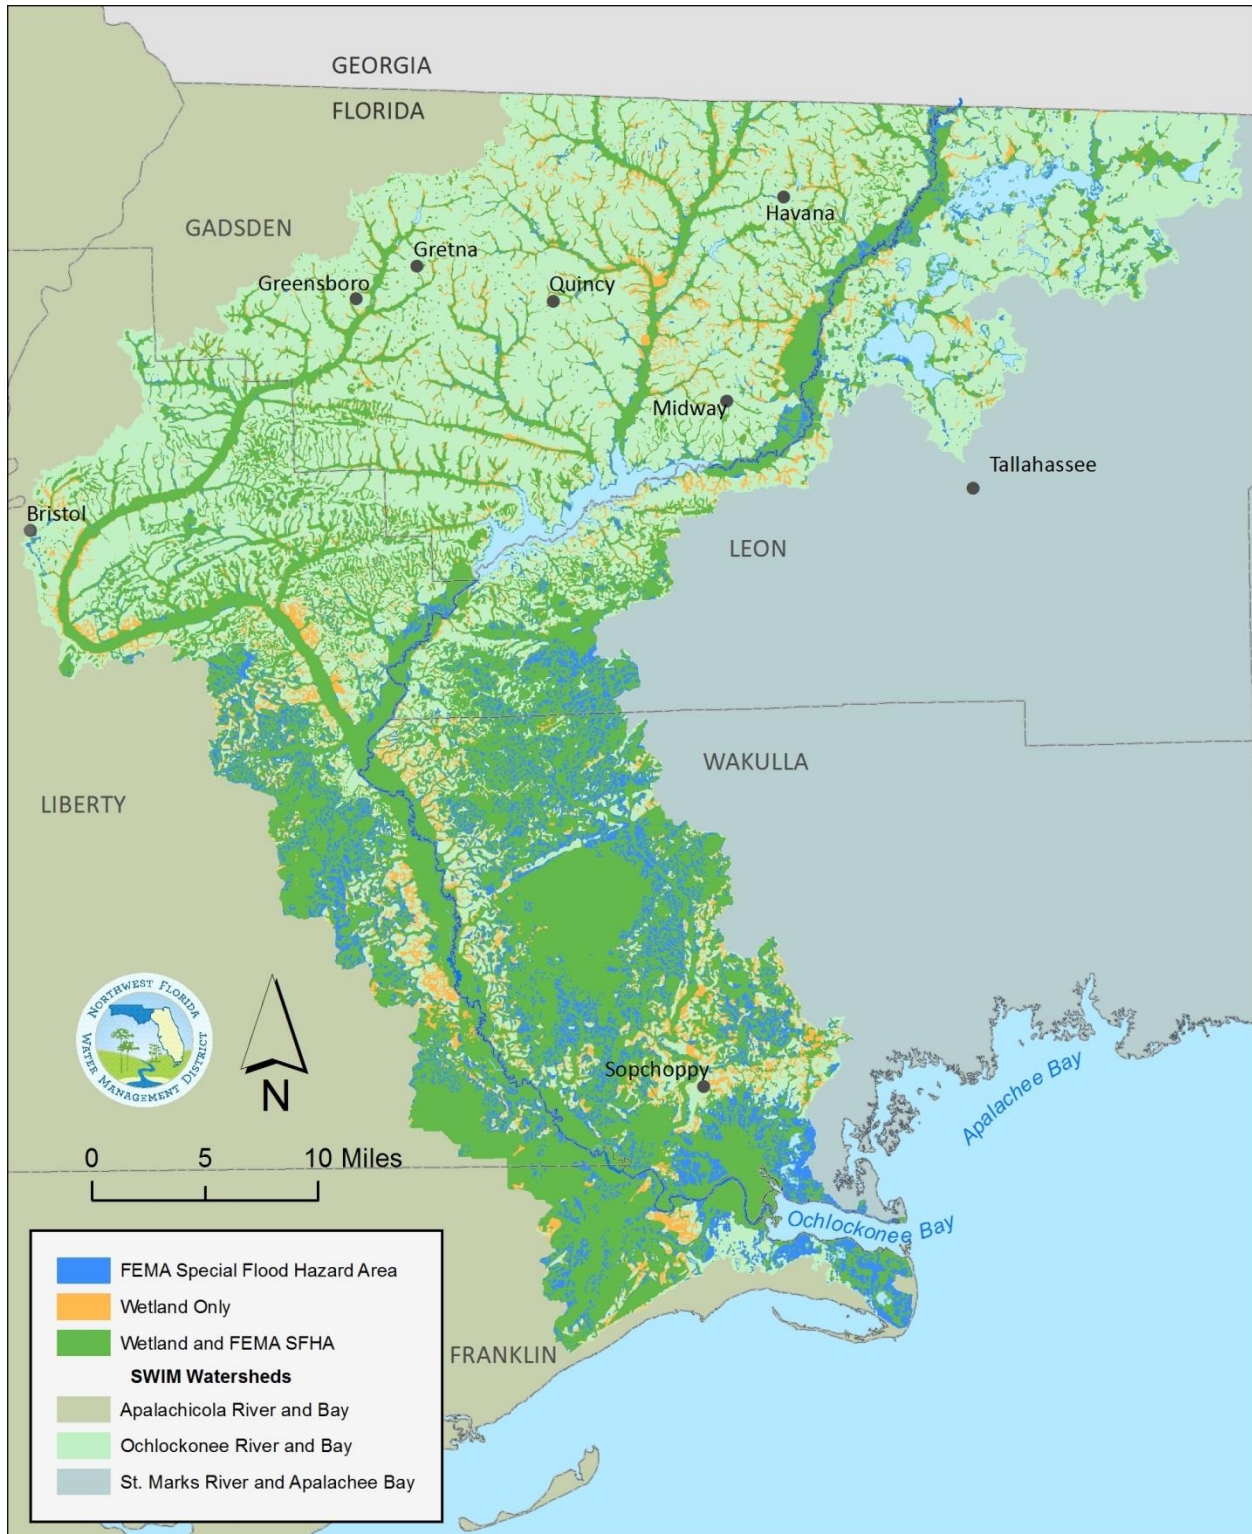 GEORGIA
FLORIDA
GADSDEN
Havana
Gretna
Greensboro
Quincy
Midway
Tallahassee
Bristol
LEON
WAKULLA
LIBERTY
NORTHWEST FLORIDA
WATER MANAGEMENT DISTRICT
N
Sopchoppy
Apalachee Bay
0 5 10 Miles
Ochlockonee Bay
FRANKLIN
FEMA Special Flood Hazard Area
Wetland Only
Wetland and FEMA SFHA
SWIM Watersheds
Apalachicola River and Bay
Ochlockonee River and Bay
St. Marks River and Apalachee Bay